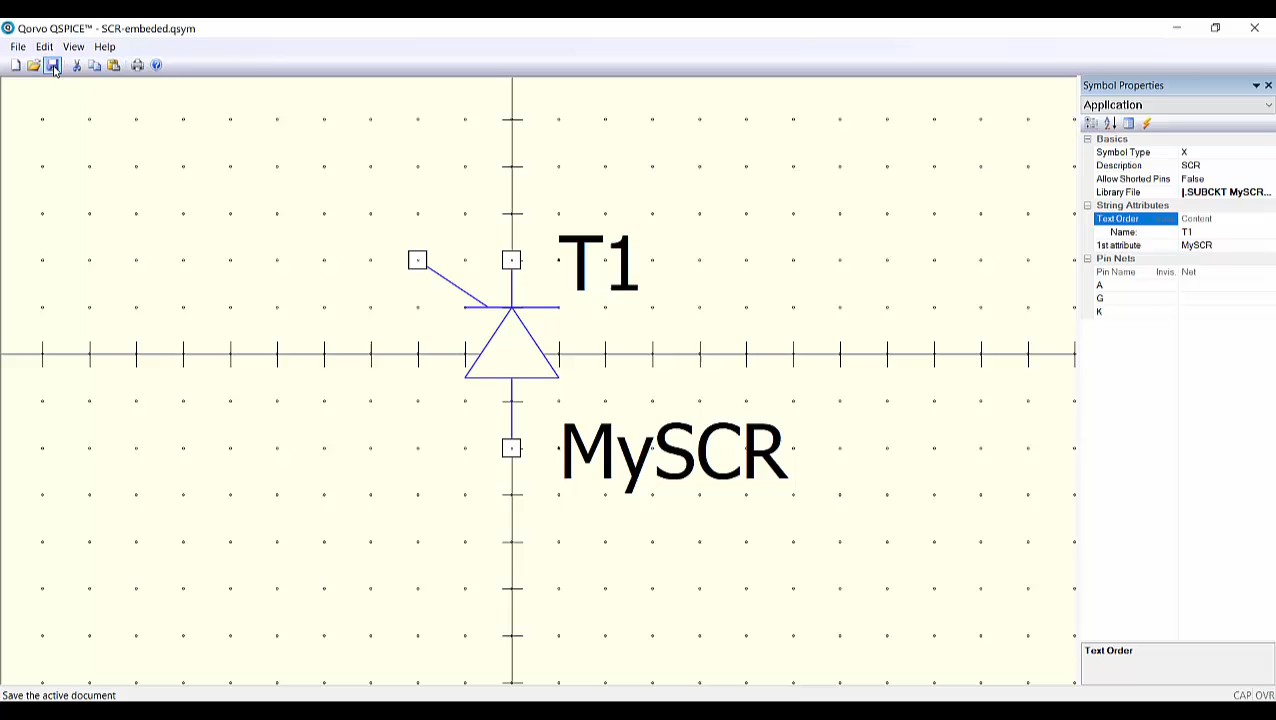 Qorvo QSPICE™ - SCR-embeded.qsym
File Edit View Help
Symbol Properties
Application
Basics
Symbol Type X
Description SCR
Allow Shorted Pins False
Library File |.SUBCKT MySCR...
String Attributes
Text Order Content
Name: T1
1st attribute MySCR
Pin Nets
Pin Name Invis. Net
A
G
K
T1
MySCR
Text Order
Save the active document
CAP OVR